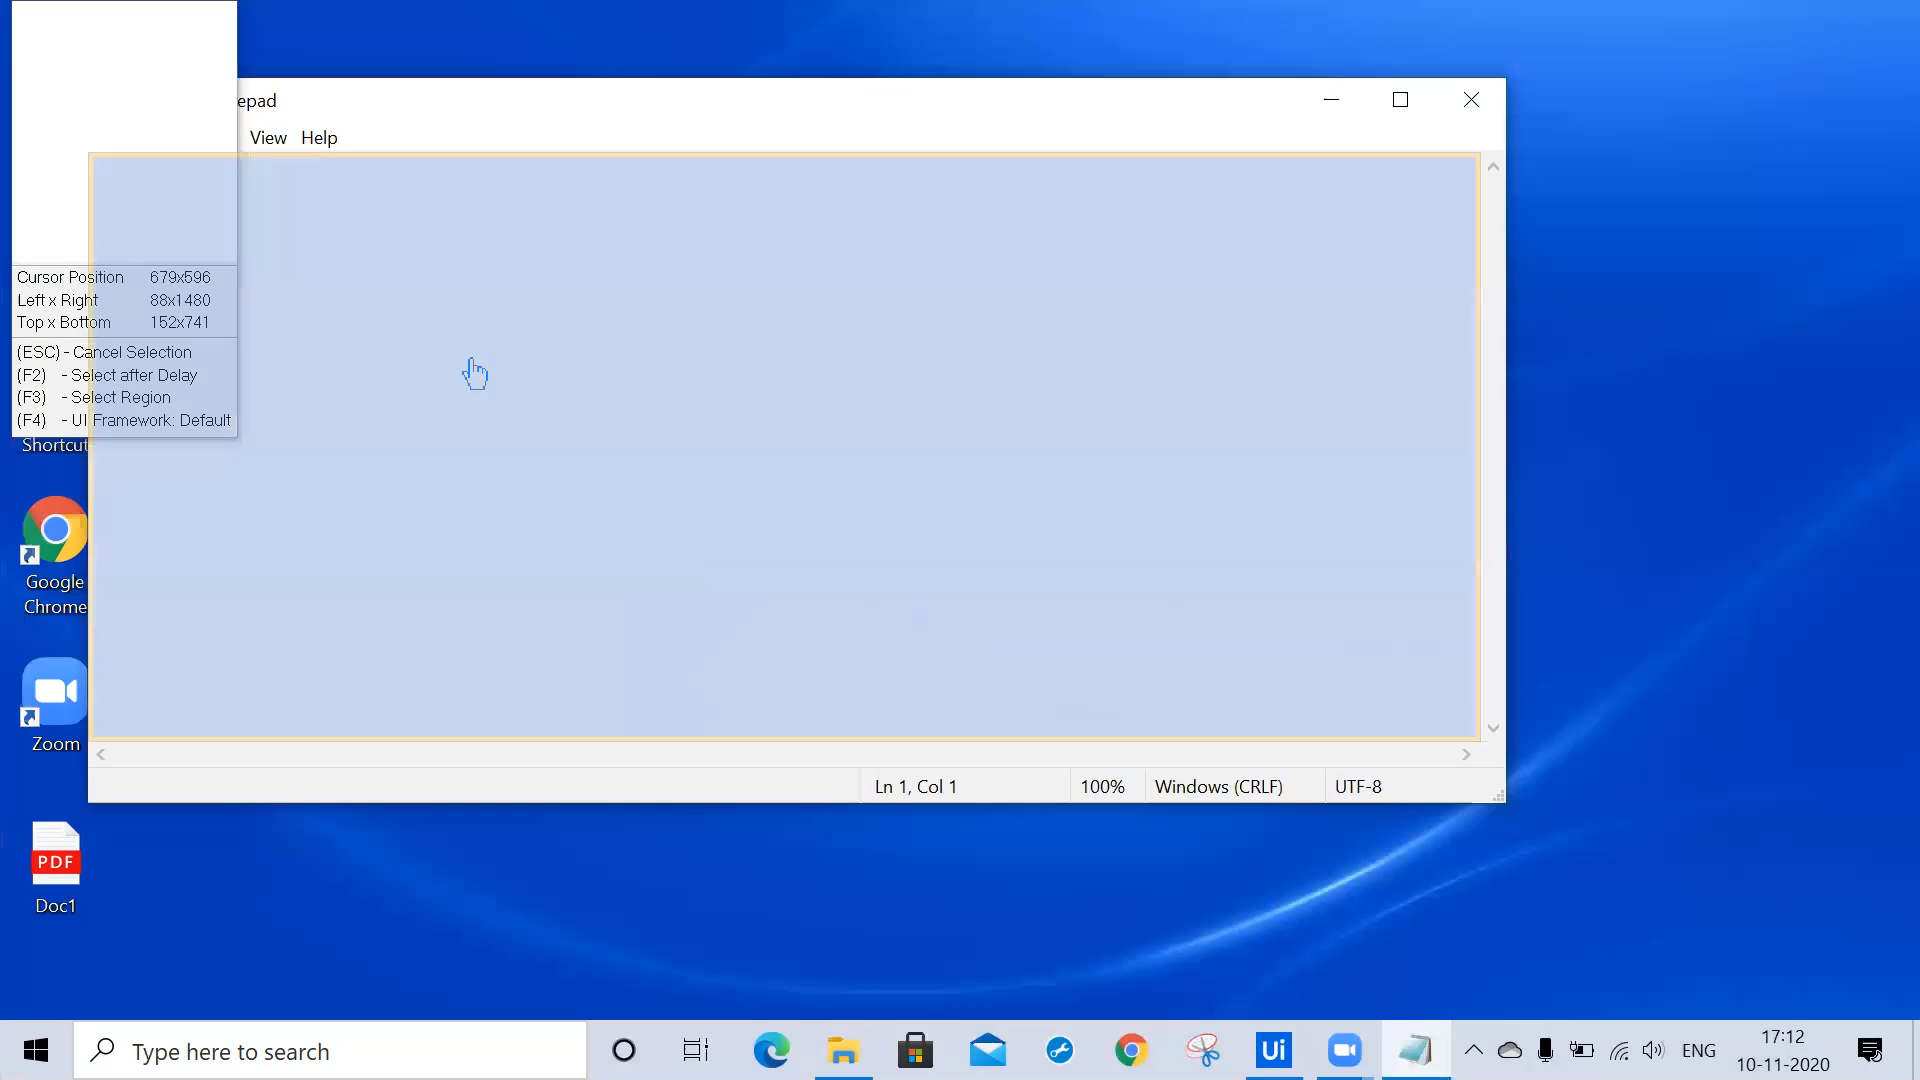 epad
View Help
Cursor Position 679x596
Left x Right 88x1480
Top x Bottom 152x741
(ESC) - Cancel Selection
(F2) - Select after Delay
(F3) - Select Region
(F4) - UI Framework: Default
Shortcut
Google
Chrome
Zoom
PDF
Doc1
Ln 1, Col 1 100% Windows (CRLF) UTF-8
Type here to search
Ui
ENG
17:12
10-11-2020